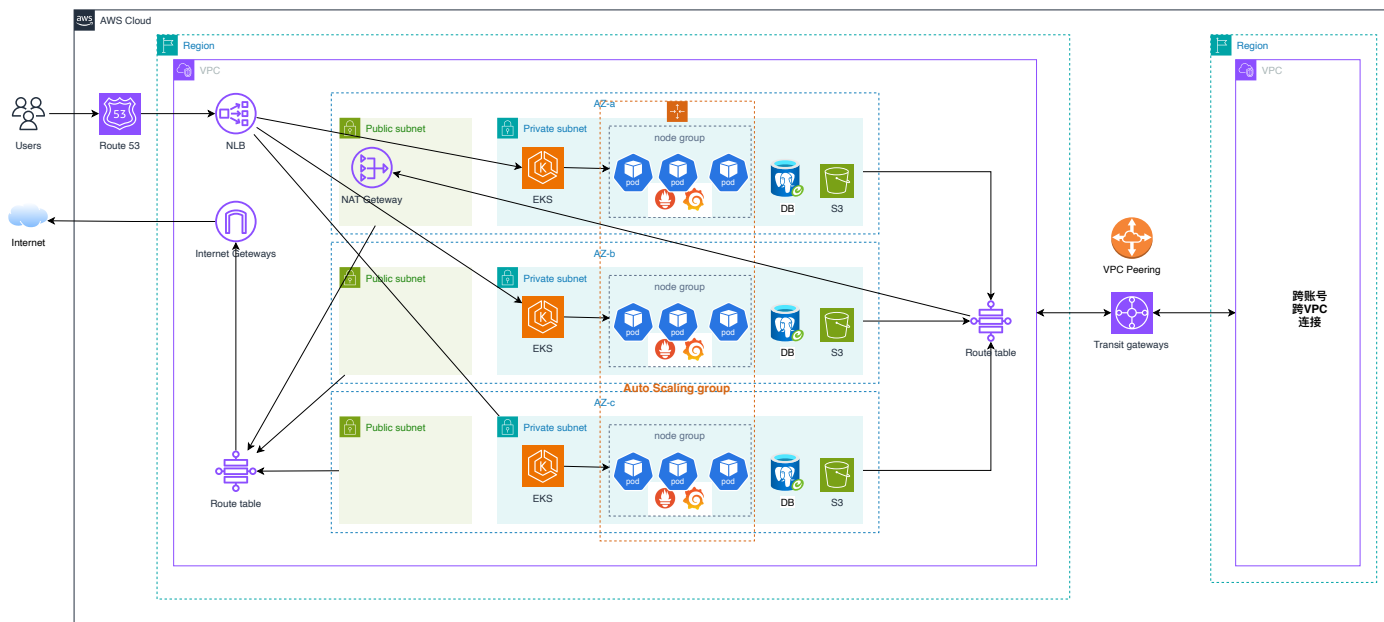 aws
AWS Cloud
Region
Region
VPC
VPC
Users
53
Route 53
NLB
Internet
Internet Geteways
AZ-a
Public subnet
NAT Geteway
Private subnet
EKS
node group
pod
pod
pod
DB
S3
AZ-b
Public subnet
Private subnet
EKS
node group
pod
pod
pod
DB
S3
Auto Scaling group
AZ-c
Public subnet
Private subnet
EKS
node group
pod
pod
pod
DB
S3
Route table
Route table
VPC Peering
Transit gateways
跨账号
跨VPC
连接